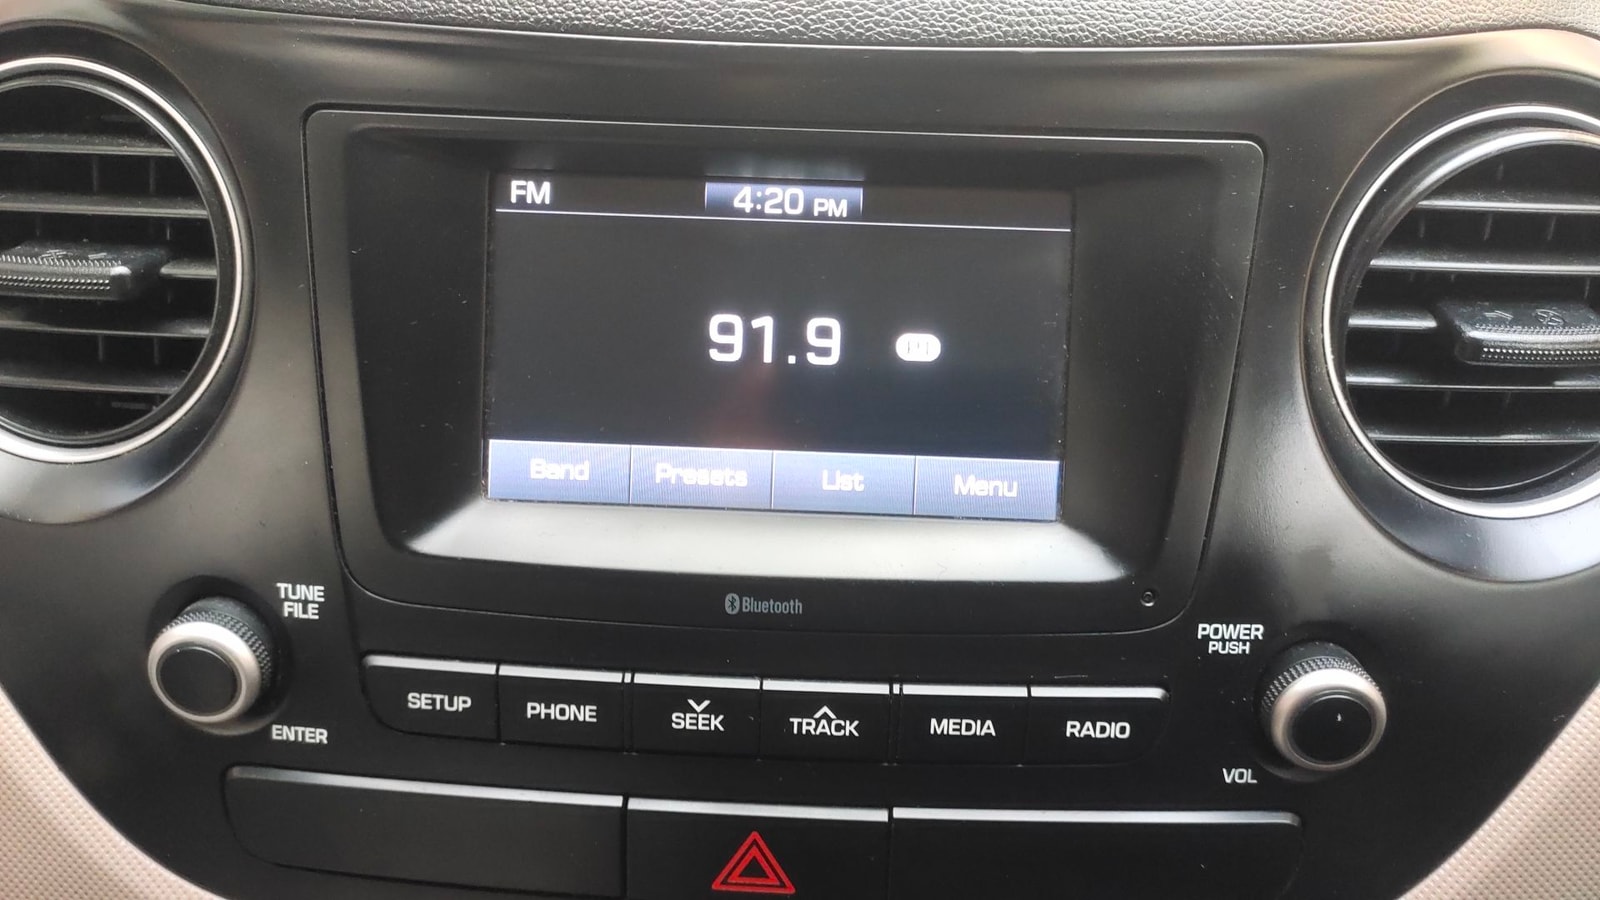 FM
4:20 PM
91.9
Band
Presets
List
Menu
Bluetooth
TUNE
FILE
ENTER
SETUP
PHONE
SEEK
TRACK
MEDIA
RADIO
POWER
PUSH
VOL